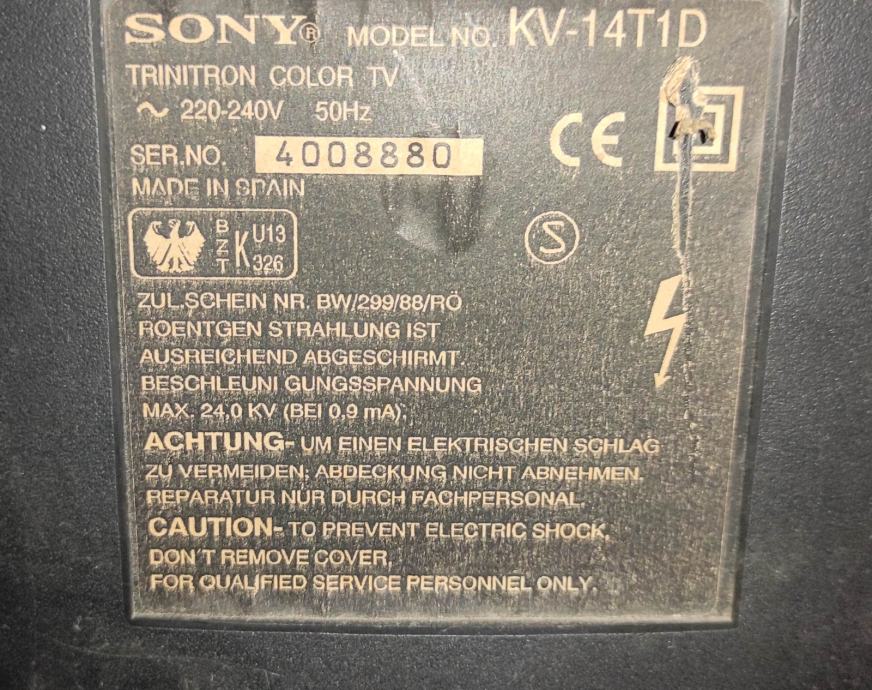 SONY® MODEL NO. KV-14T1D
TRINITRON COLOR TV
~ 220-240V 50Hz
SER.NO. 4008880
MADE IN SPAIN
CE
BZT K U13 326
S
ZUL.SCHEIN NR. BW/299/88/RÖ
ROENTGEN STRAHLUNG IST
AUSREICHEND ABGESCHIRMT.
BESCHLEUNI GUNGSSPANNUNG
MAX. 24,0 KV (BEI 0,9 mA).
ACHTUNG- UM EINEN ELEKTRISCHEN SCHLAG
ZU VERMEIDEN; ABDECKUNG NICHT ABNEHMEN.
REPARATUR NUR DURCH FACHPERSONAL.
CAUTION- TO PREVENT ELECTRIC SHOCK,
DON'T REMOVE COVER,
FOR QUALIFIED SERVICE PERSONNEL ONLY.